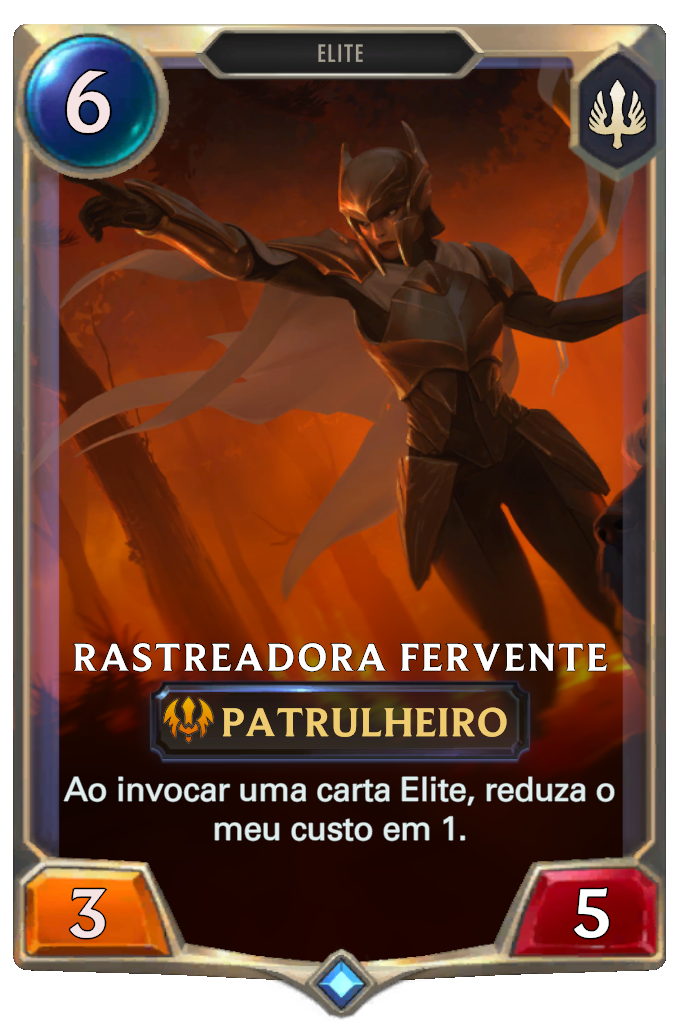 ELITE
6
RASTREADORA FERVENTE
PATRULHEIRO
Ao invocar uma carta Elite, reduza o
meu custo em 1.
3
5